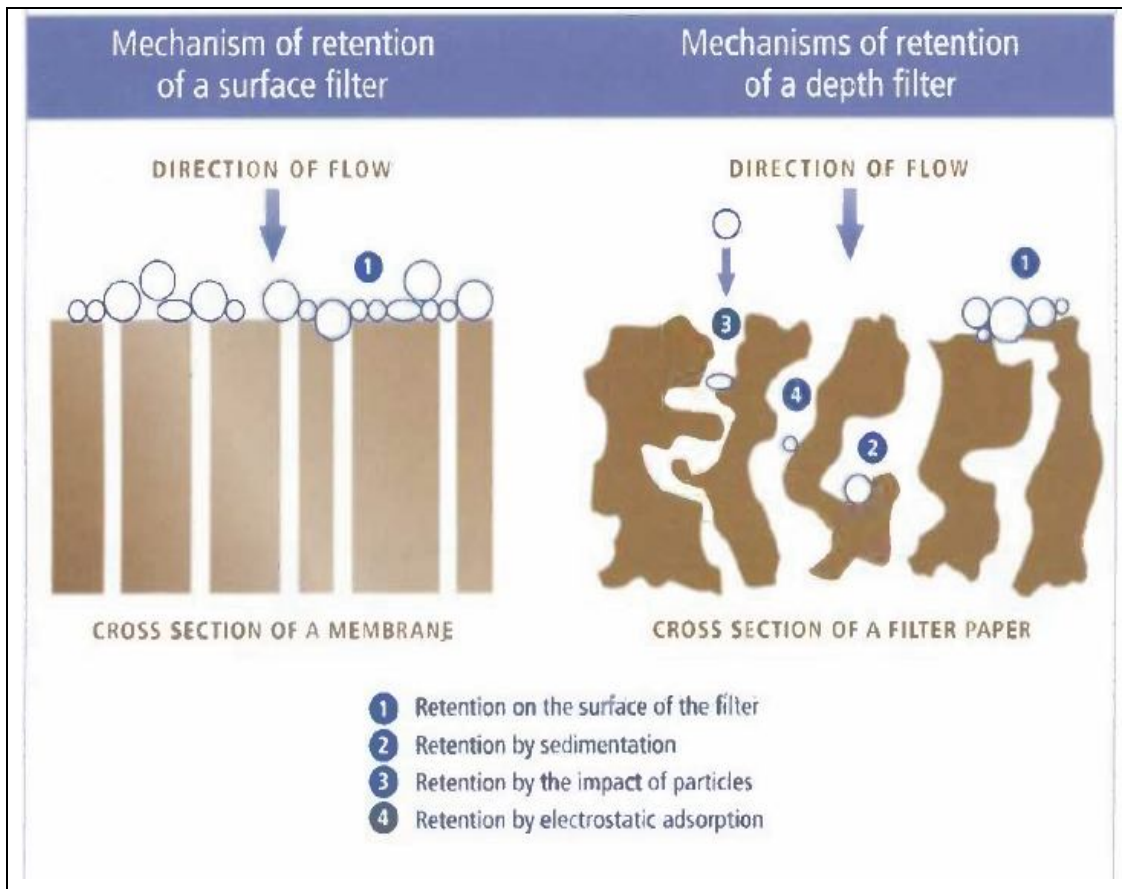 Mechanism of retention
of a surface filter
Mechanisms of retention
of a depth filter
DIRECTION OF FLOW
DIRECTION OF FLOW
1
1
3
4
2
CROSS SECTION OF A MEMBRANE
CROSS SECTION OF A FILTER PAPER
1 Retention on the surface of the filter
2 Retention by sedimentation
3 Retention by the impact of particles
4 Retention by electrostatic adsorption